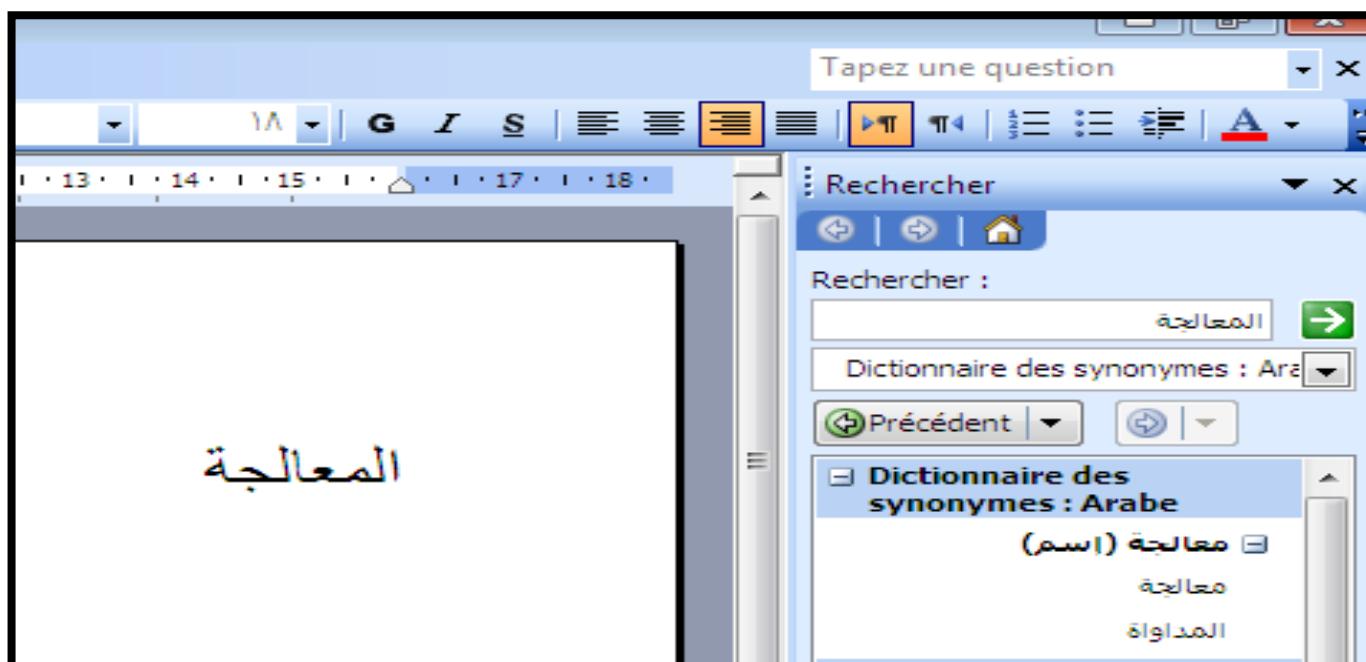 Tapez une question
١٨ G I S
13 14 15 17 18
Rechercher
Rechercher :
المعالجة
Dictionnaire des synonymes : Ara
Précédent
Dictionnaire des
synonymes : Arabe
معالجة (إسم)
معالجة
المداواة
المعالجة